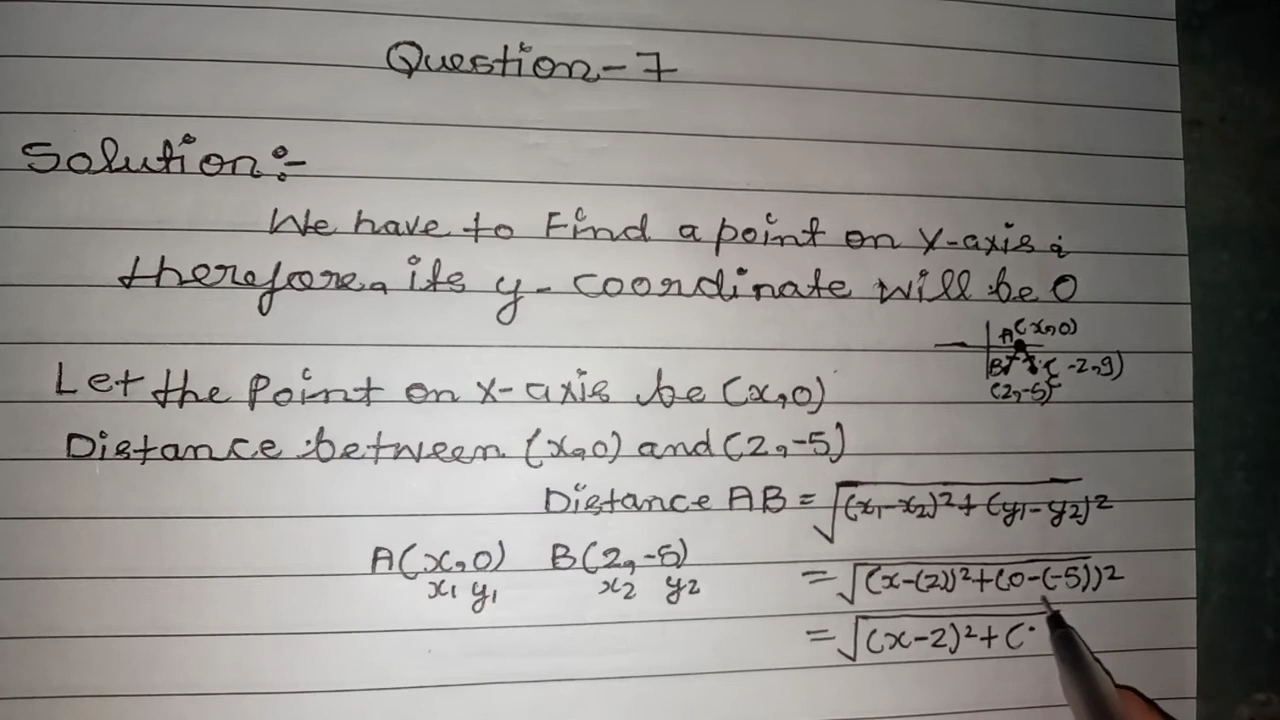 Question-7
Solution:-
We have to Find a point on X-axis ;
therefore, its y-coordinate will be 0
A(x,0)
B (-2,9)
(2,-5)
Let the Point on x-axis be (x,0)
Distance between (x,0) and (2,-5)
Distance AB = √(x₁-x₂)²+(y₁-y₂)²
A(x,0) B(2,-5)
x₁ y₁ x₂ y₂
= √(x-(2))²+(0-(-5))²
= √(x-2)²+(